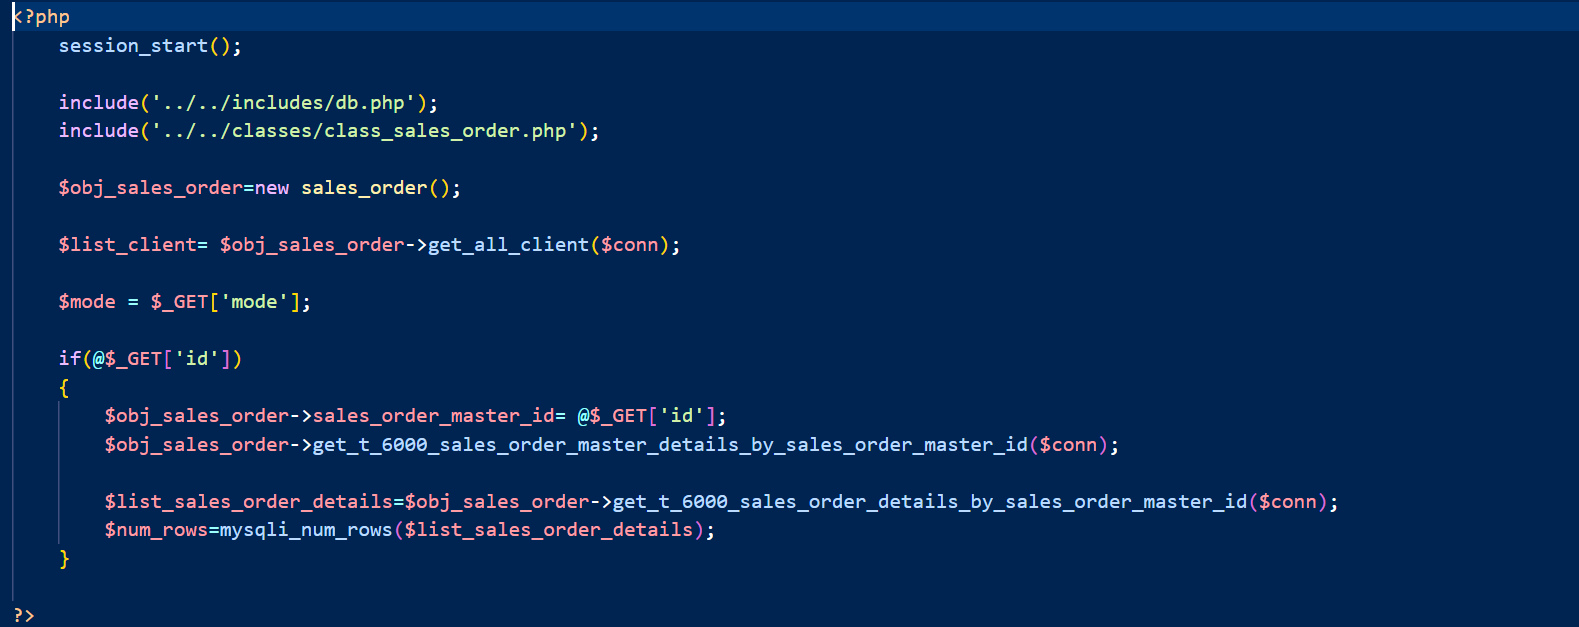 <?php
session_start();
include('../../includes/db.php');
include('../../classes/class_sales_order.php');
$obj_sales_order=new sales_order();
$list_client= $obj_sales_order->get_all_client($conn);
$mode = $_GET['mode'];
if(@$_GET['id'])
{
$obj_sales_order->sales_order_master_id= @$_GET['id'];
$obj_sales_order->get_t_6000_sales_order_master_details_by_sales_order_master_id($conn);
$list_sales_order_details=$obj_sales_order->get_t_6000_sales_order_details_by_sales_order_master_id($conn);
$num_rows=mysqli_num_rows($list_sales_order_details);
}
?>